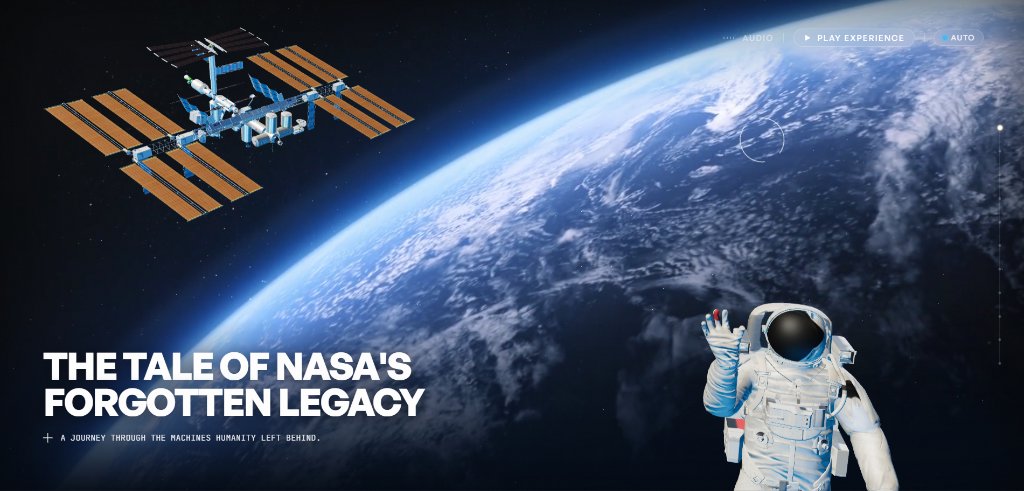 AUDIO
PLAY EXPERIENCE
AUTO
THE TALE OF NASA'S
FORGOTTEN LEGACY
A JOURNEY THROUGH THE MACHINES HUMANITY LEFT BEHIND.